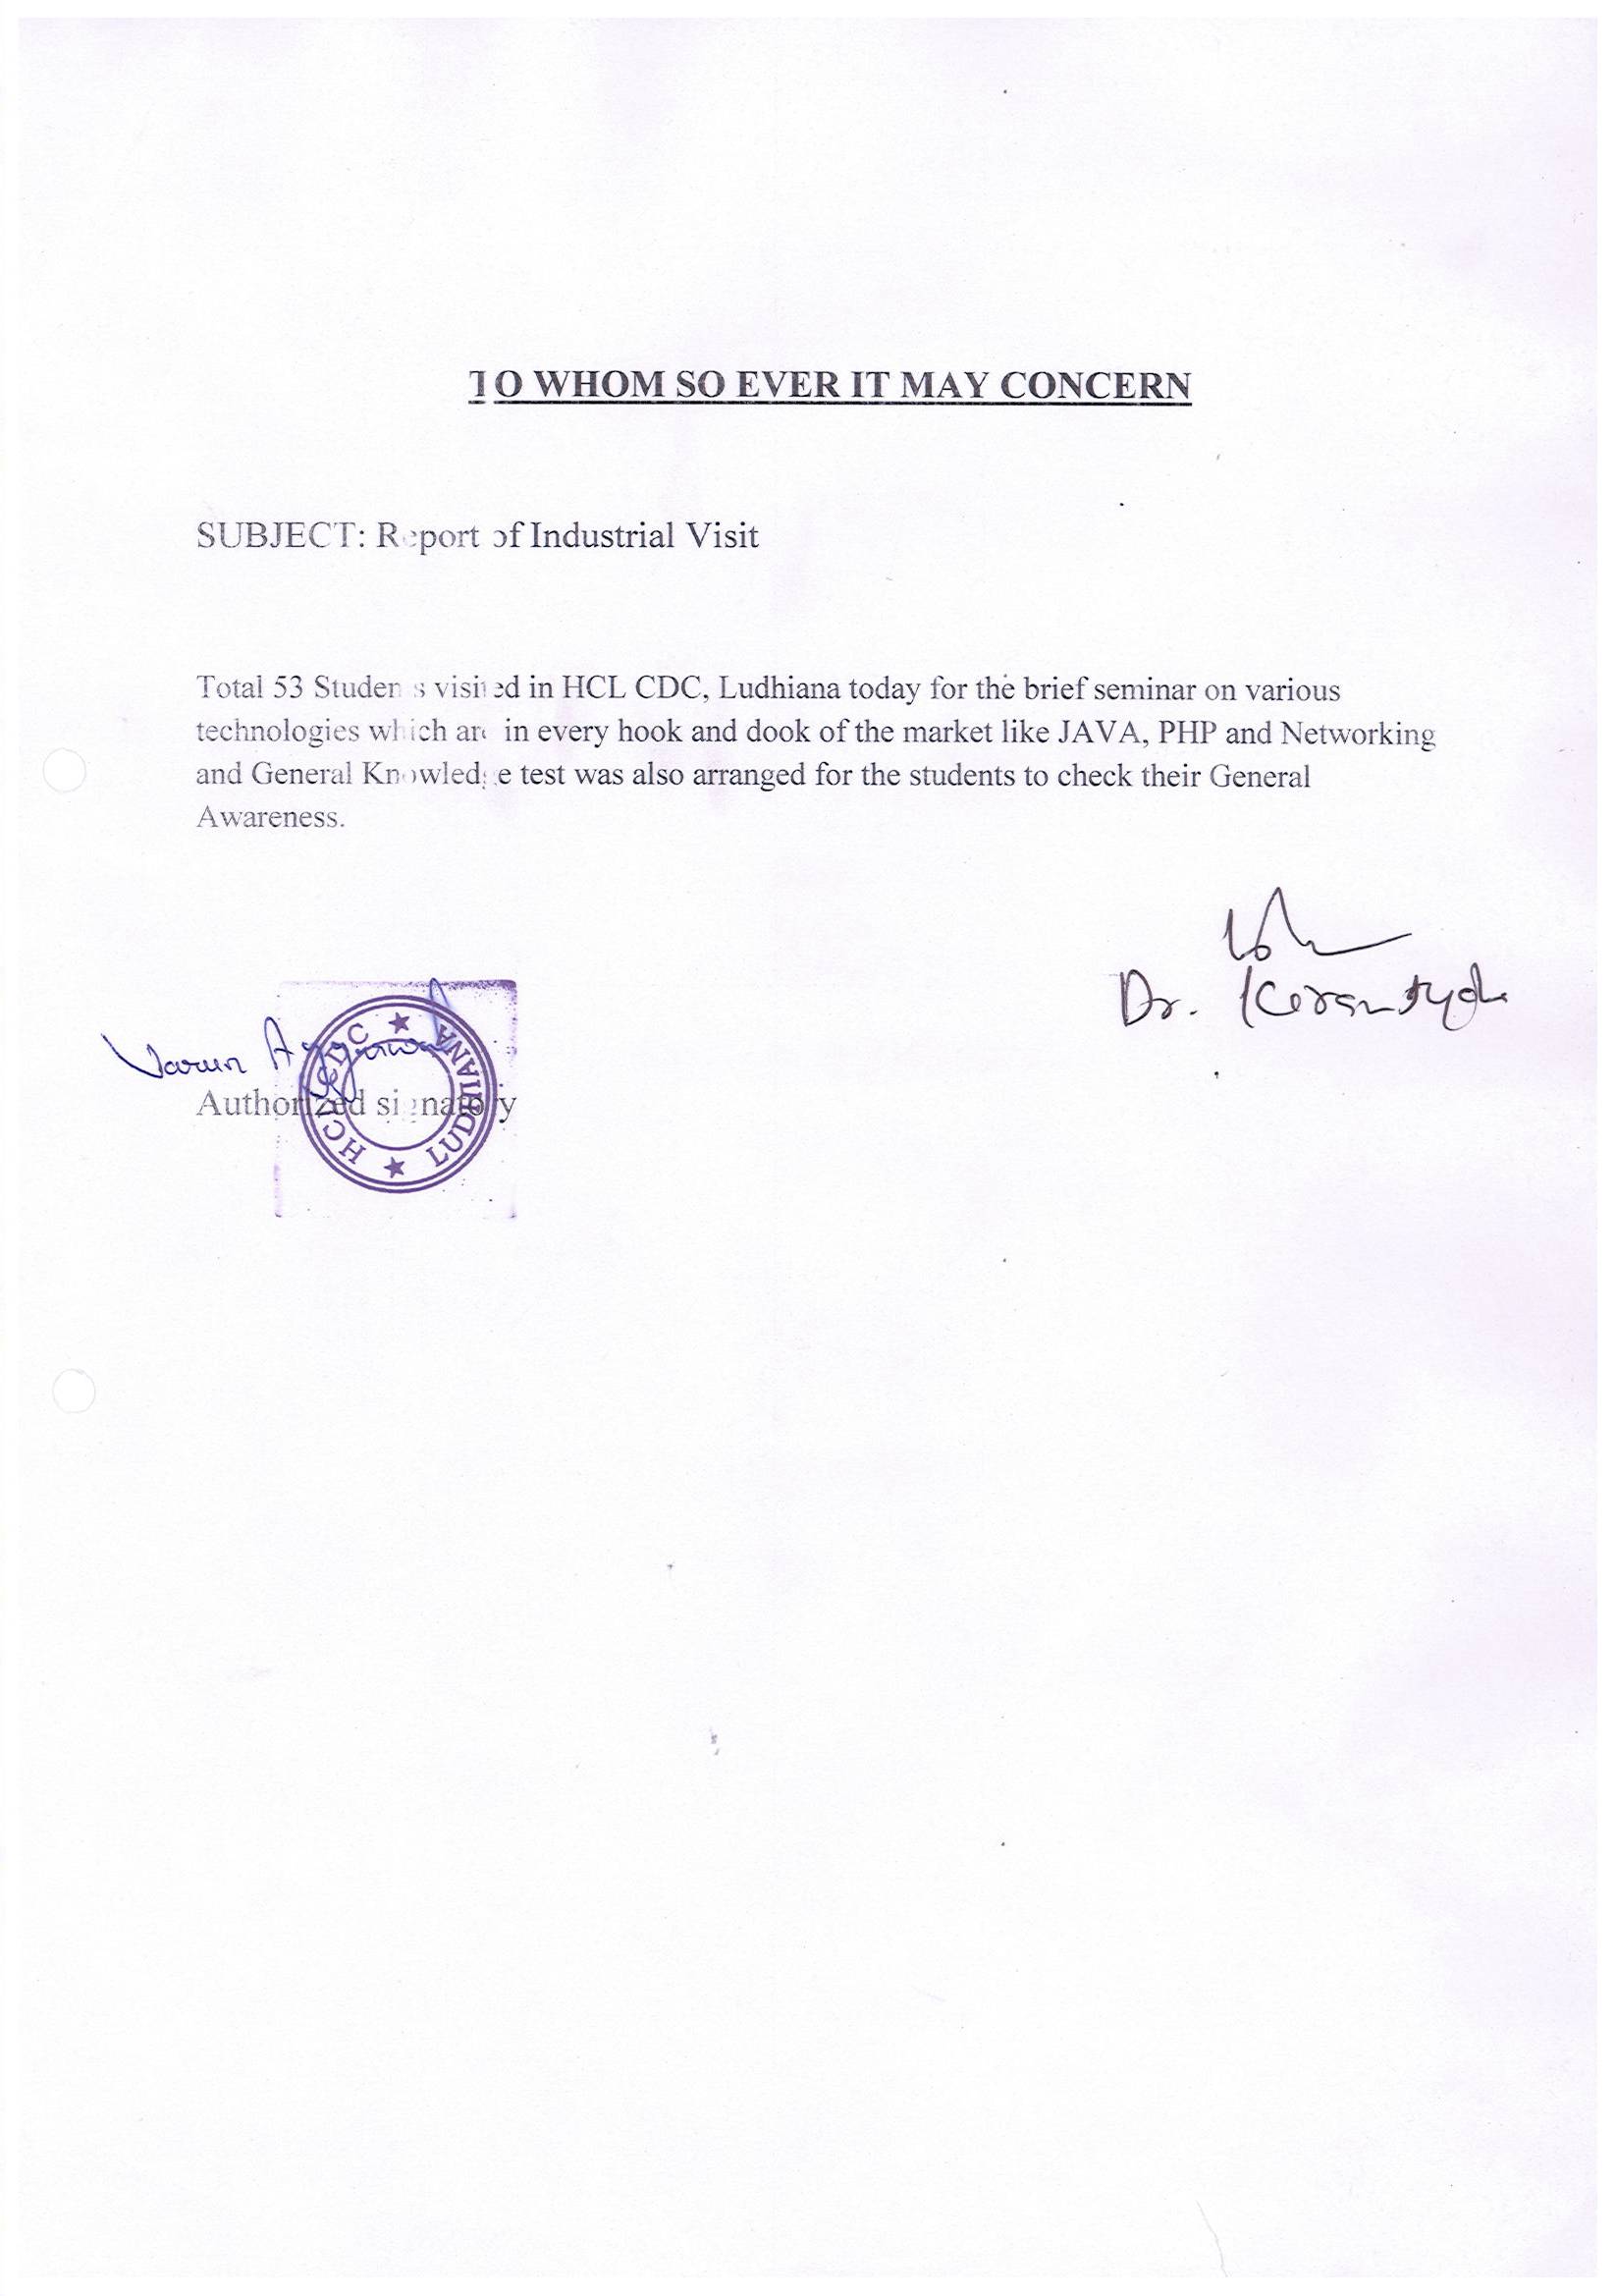 TO WHOM SO EVER IT MAY CONCERN
SUBJECT: Report of Industrial Visit
Total 53 Students visited in HCL CDC, Ludhiana today for the brief seminar on various
technologies which are in every hook and dook of the market like JAVA, PHP and Networking
and General Knowledge test was also arranged for the students to check their General
Awareness.
Dr.
Varun Aggarwal
Authorized signatory
HCL CDC ★ LUDHIANA ★